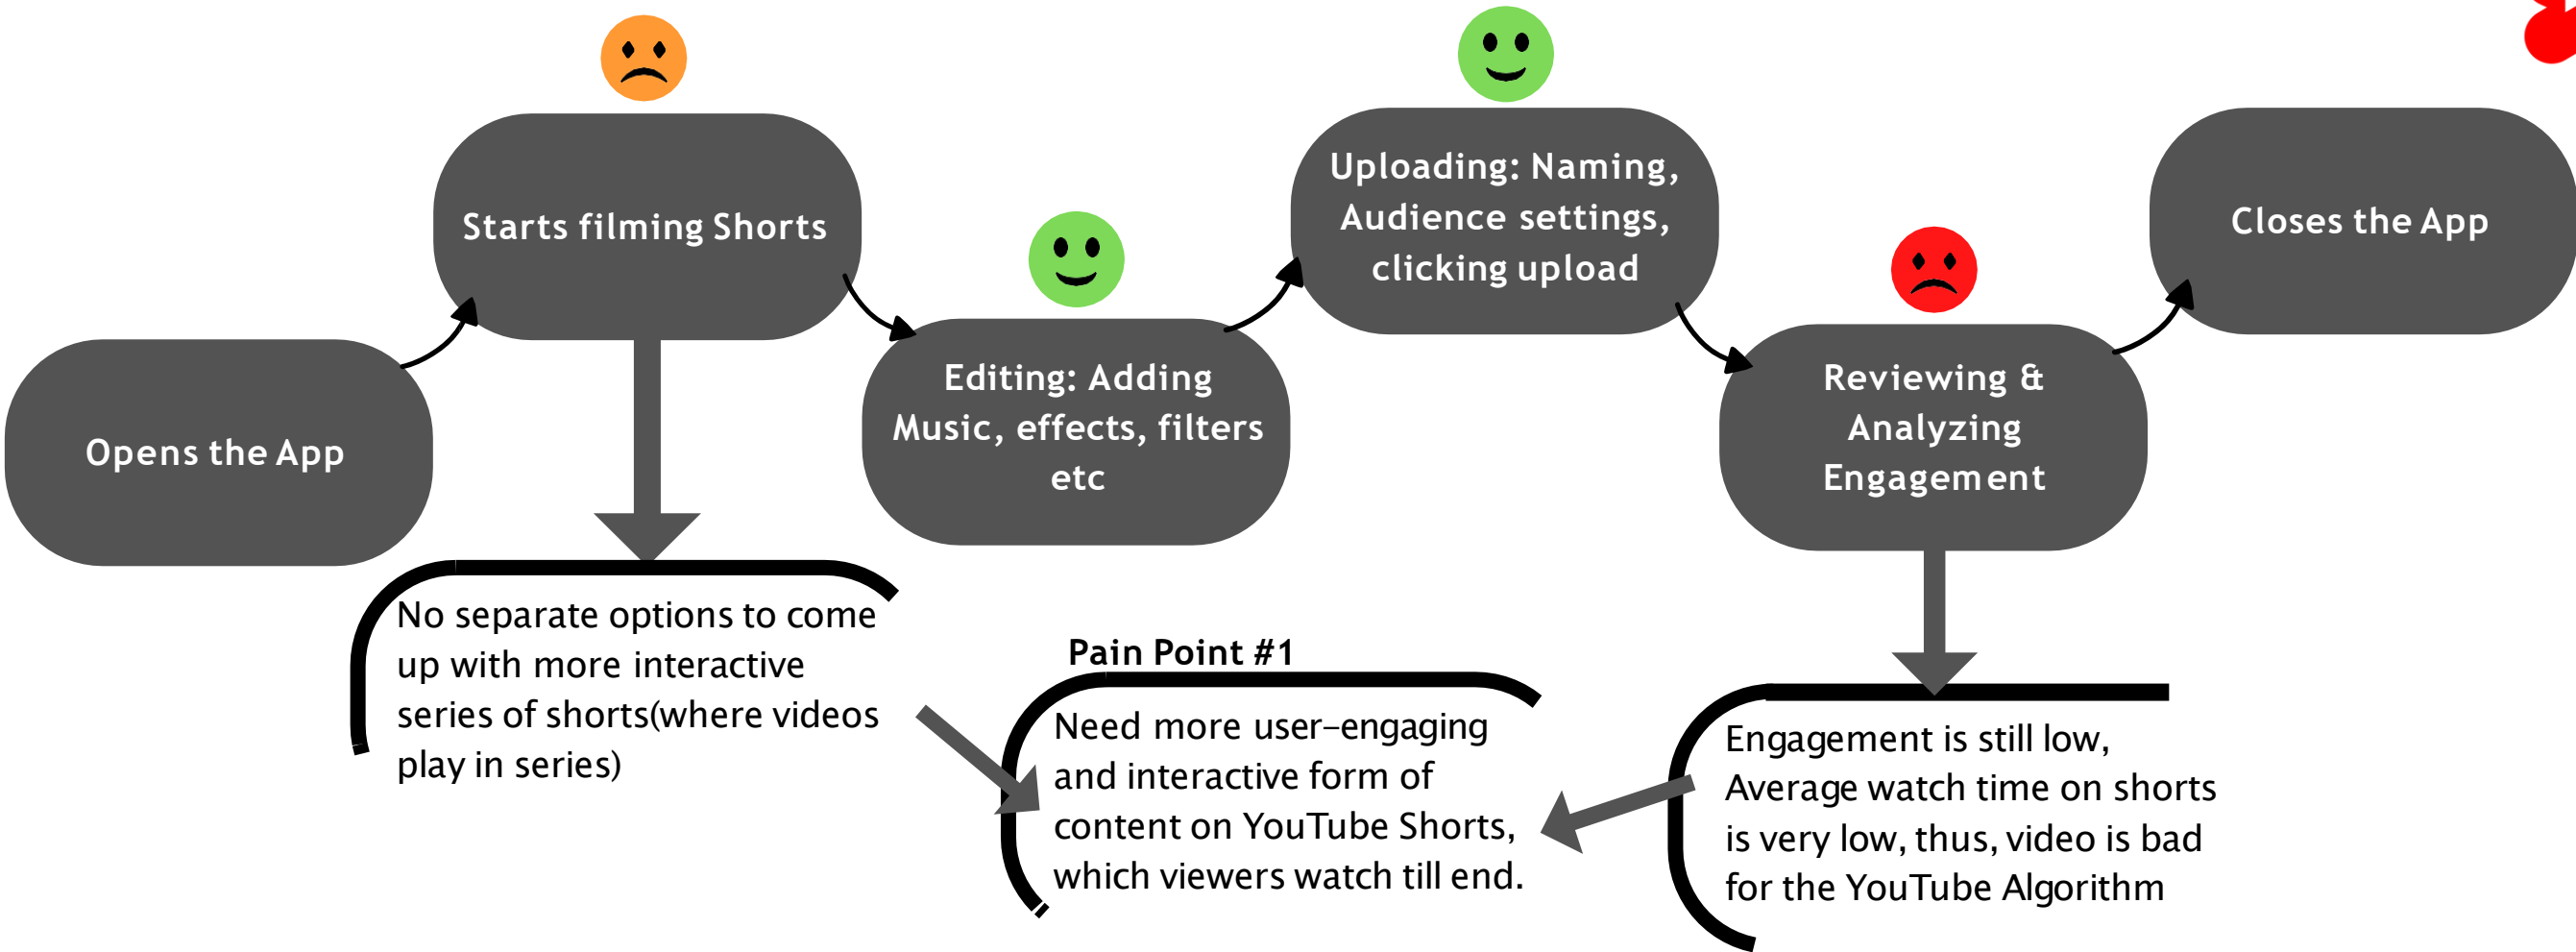 Opens the App
Starts filming Shorts
Editing: Adding
Music, effects, filters
etc
Uploading: Naming,
Audience settings,
clicking upload
Reviewing &
Analyzing
Engagement
Closes the App
No separate options to come
up with more interactive
series of shorts(where videos
play in series)
Pain Point #1
Need more user-engaging
and interactive form of
content on YouTube Shorts,
which viewers watch till end.
Engagement is still low,
Average watch time on shorts
is very low, thus, video is bad
for the YouTube Algorithm